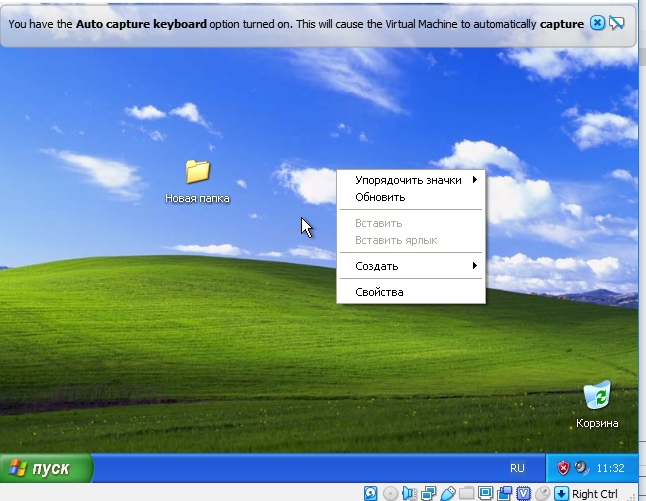 You have the Auto capture keyboard option turned on. This will cause the Virtual Machine to automatically capture
Новая папка
Упорядочить значки
Обновить
Вставить
Вставить ярлык
Создать
Свойства
Корзина
пуск
RU
11:32
Right Ctrl